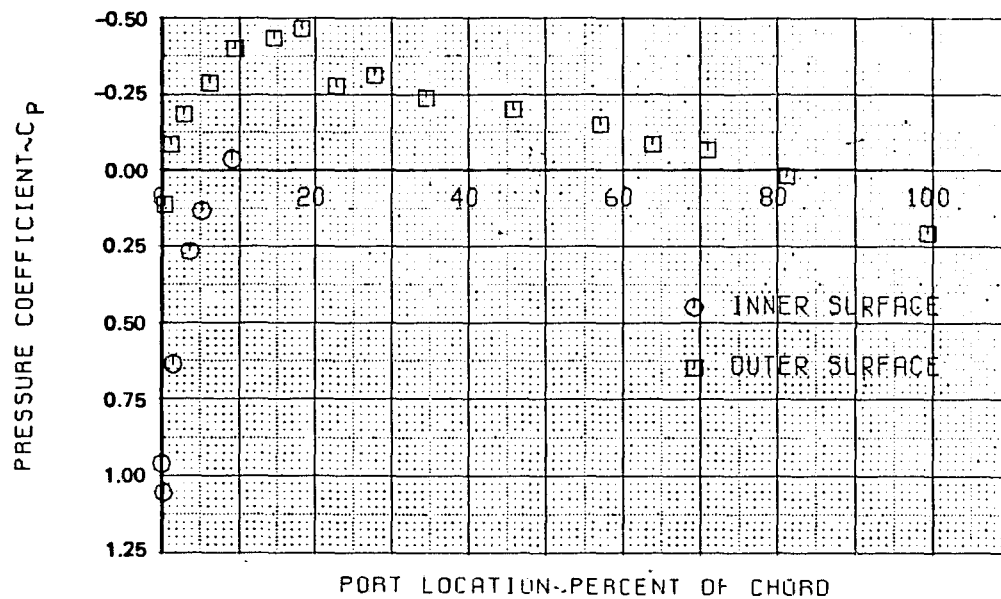 -0.50
-0.25
0.00
0.25
0.50
0.75
1.00
1.25
PRESSURE COEFFICIENT~CP
0 20 40 60 80 100
INNER SURFACE
OUTER SURFACE
PORT LOCATION~PERCENT OF CHORD